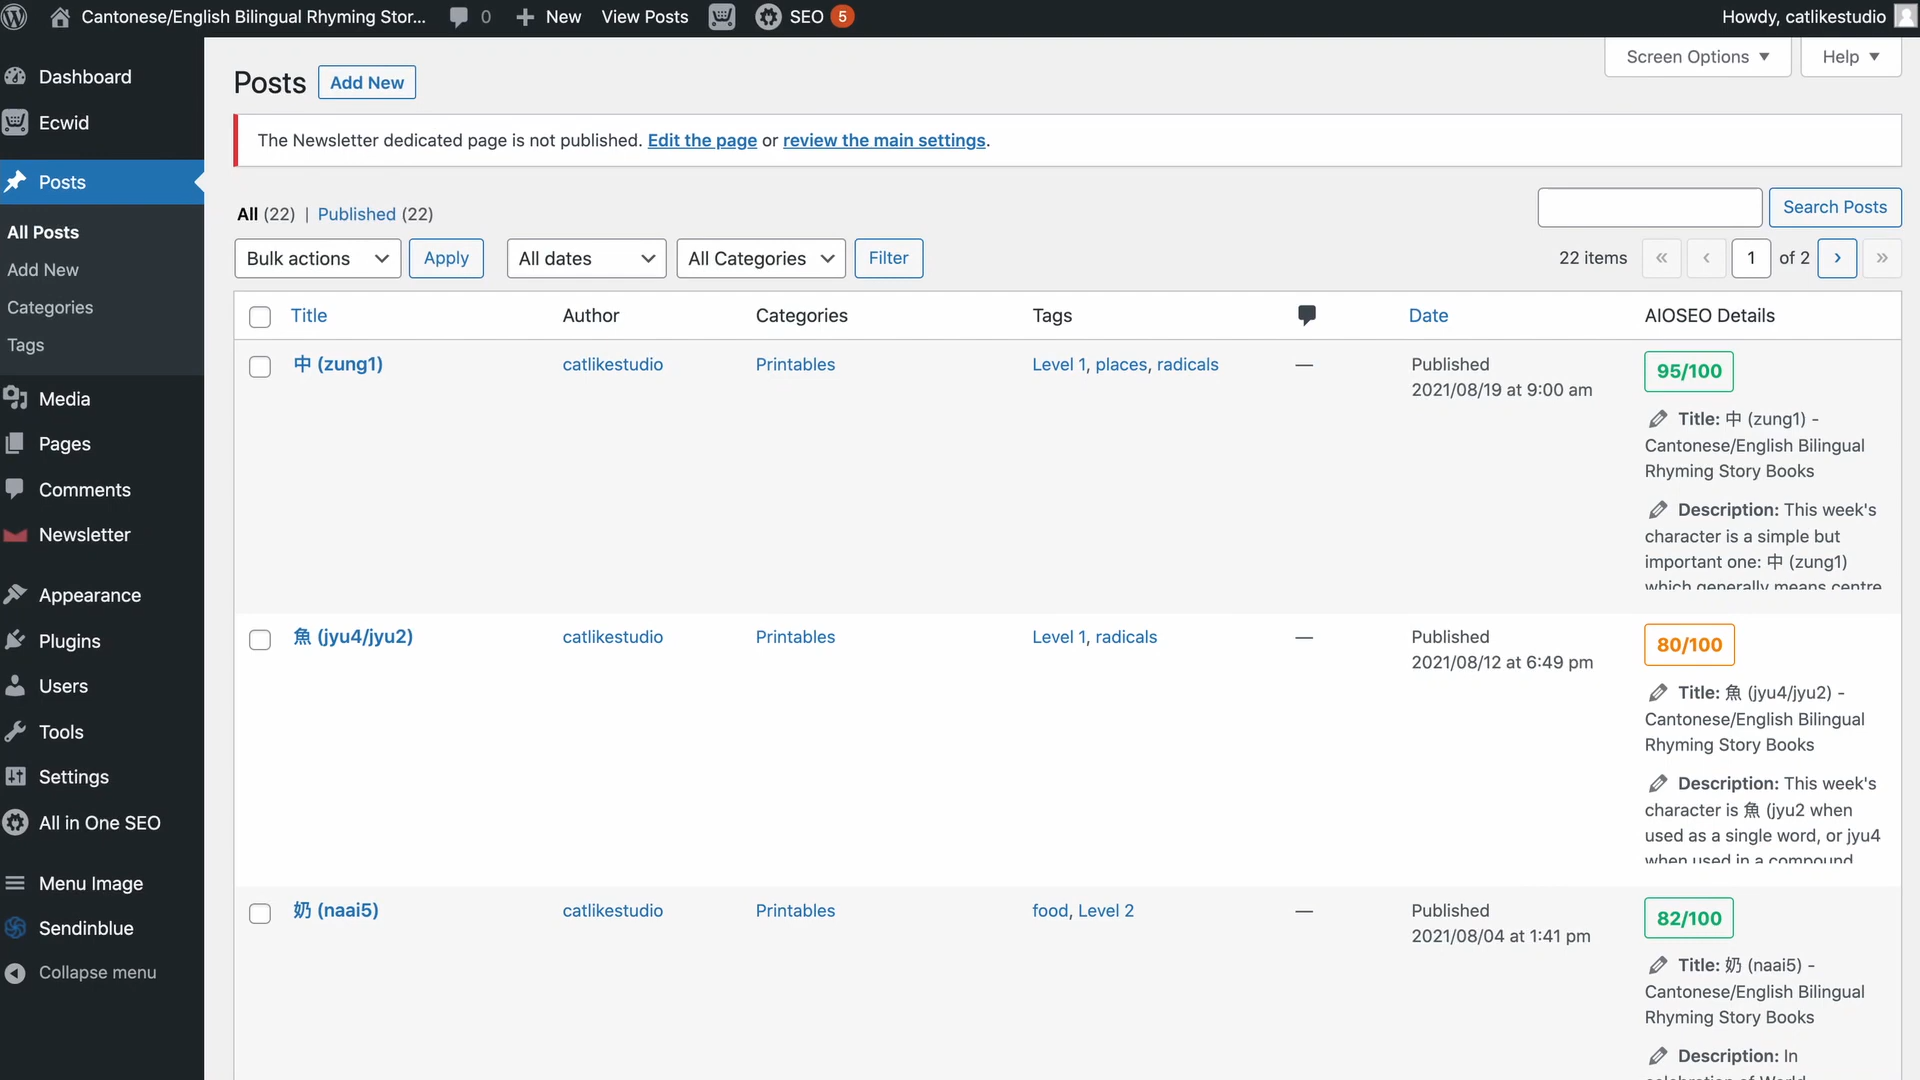 Cantonese/English Bilingual Rhyming Stor... 0 New View Posts SEO 5 Howdy, catlikestudio
Dashboard
Ecwid
Posts
All Posts
Add New
Categories
Tags
Media
Pages
Comments
Newsletter
Appearance
Plugins
Users
Tools
Settings
All in One SEO
Menu Image
Sendinblue
Collapse menu
Screen Options Help
Posts Add New
The Newsletter dedicated page is not published. Edit the page or review the main settings.
All (22) | Published (22)
Search Posts
Bulk actions Apply All dates All Categories Filter 22 items « ‹ 1 of 2 › »
Title Author Categories Tags Date AIOSEO Details
中 (zung1) catlikestudio Printables Level 1, places, radicals — Published
2021/08/19 at 9:00 am
95/100
Title: 中 (zung1) -
Cantonese/English Bilingual
Rhyming Story Books
Description: This week's
character is a simple but
important one: 中 (zung1)
which generally means centre
魚 (jyu4/jyu2) catlikestudio Printables Level 1, radicals — Published
2021/08/12 at 6:49 pm
80/100
Title: 魚 (jyu4/jyu2) -
Cantonese/English Bilingual
Rhyming Story Books
Description: This week's
character is 魚 (jyu2 when
used as a single word, or jyu4
when used in a compound
奶 (naai5) catlikestudio Printables food, Level 2 — Published
2021/08/04 at 1:41 pm
82/100
Title: 奶 (naai5) -
Cantonese/English Bilingual
Rhyming Story Books
Description: In
celebration of World